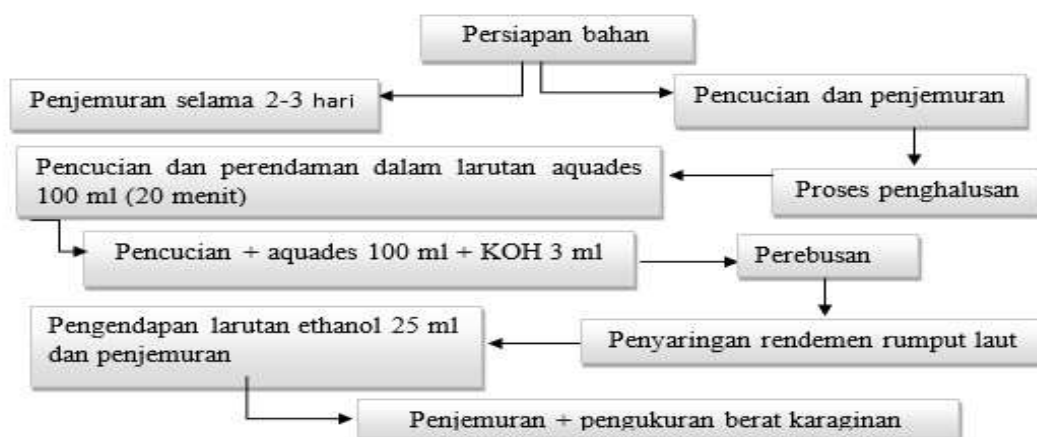 Persiapan bahan
Penjemuran selama 2-3 hari
Pencucian dan penjemuran
Pencucian dan perendaman dalam larutan aquades
100 ml (20 menit)
Proses penghalusan
Pencucian + aquades 100 ml + KOH 3 ml
Perebusan
Pengendapan larutan ethanol 25 ml
dan penjemuran
Penyaringan rendemen rumput laut
Penjemuran + pengukuran berat karaginan